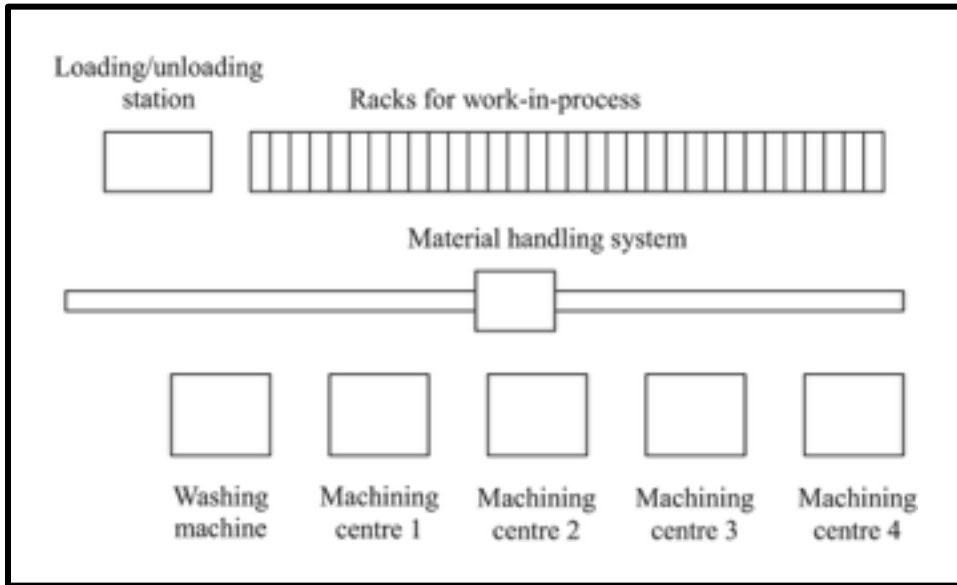 Loading/unloading
station
Racks for work-in-process
Material handling system
Washing
machine
Machining
centre 1
Machining
centre 2
Machining
centre 3
Machining
centre 4